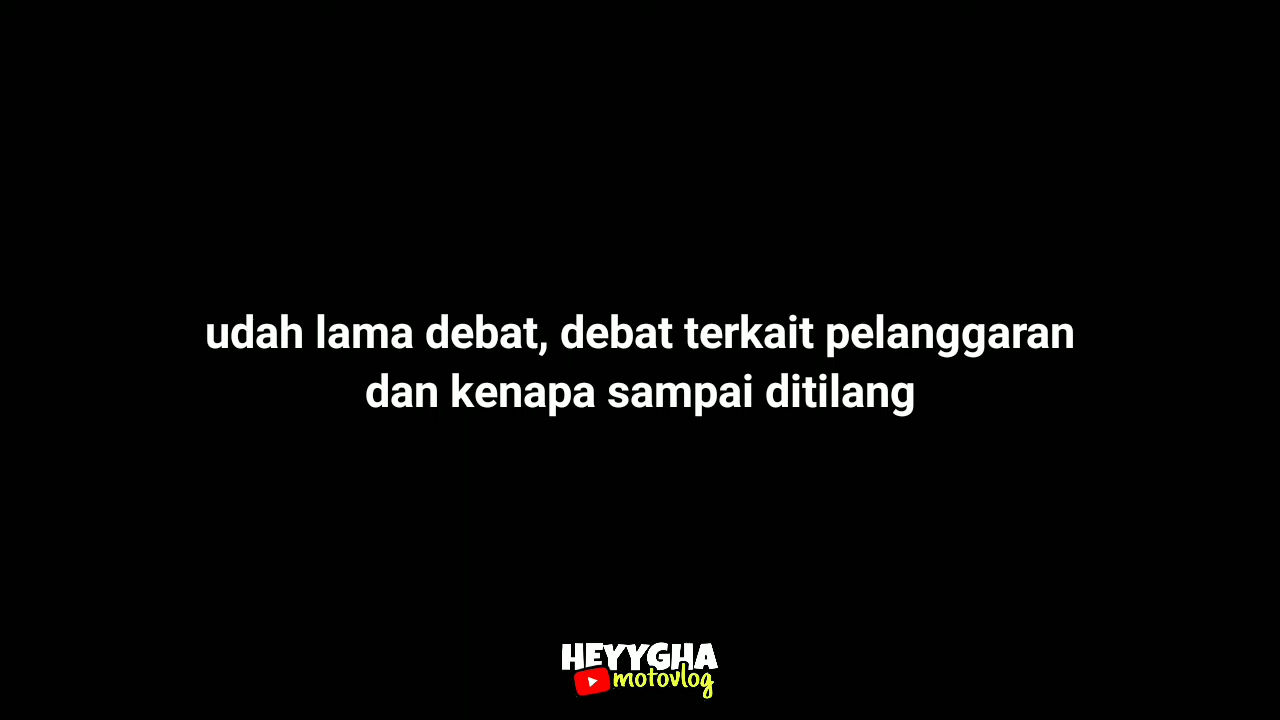 udah lama debat, debat terkait pelanggaran
dan kenapa sampai ditilang
HEYYGHA
motovlog